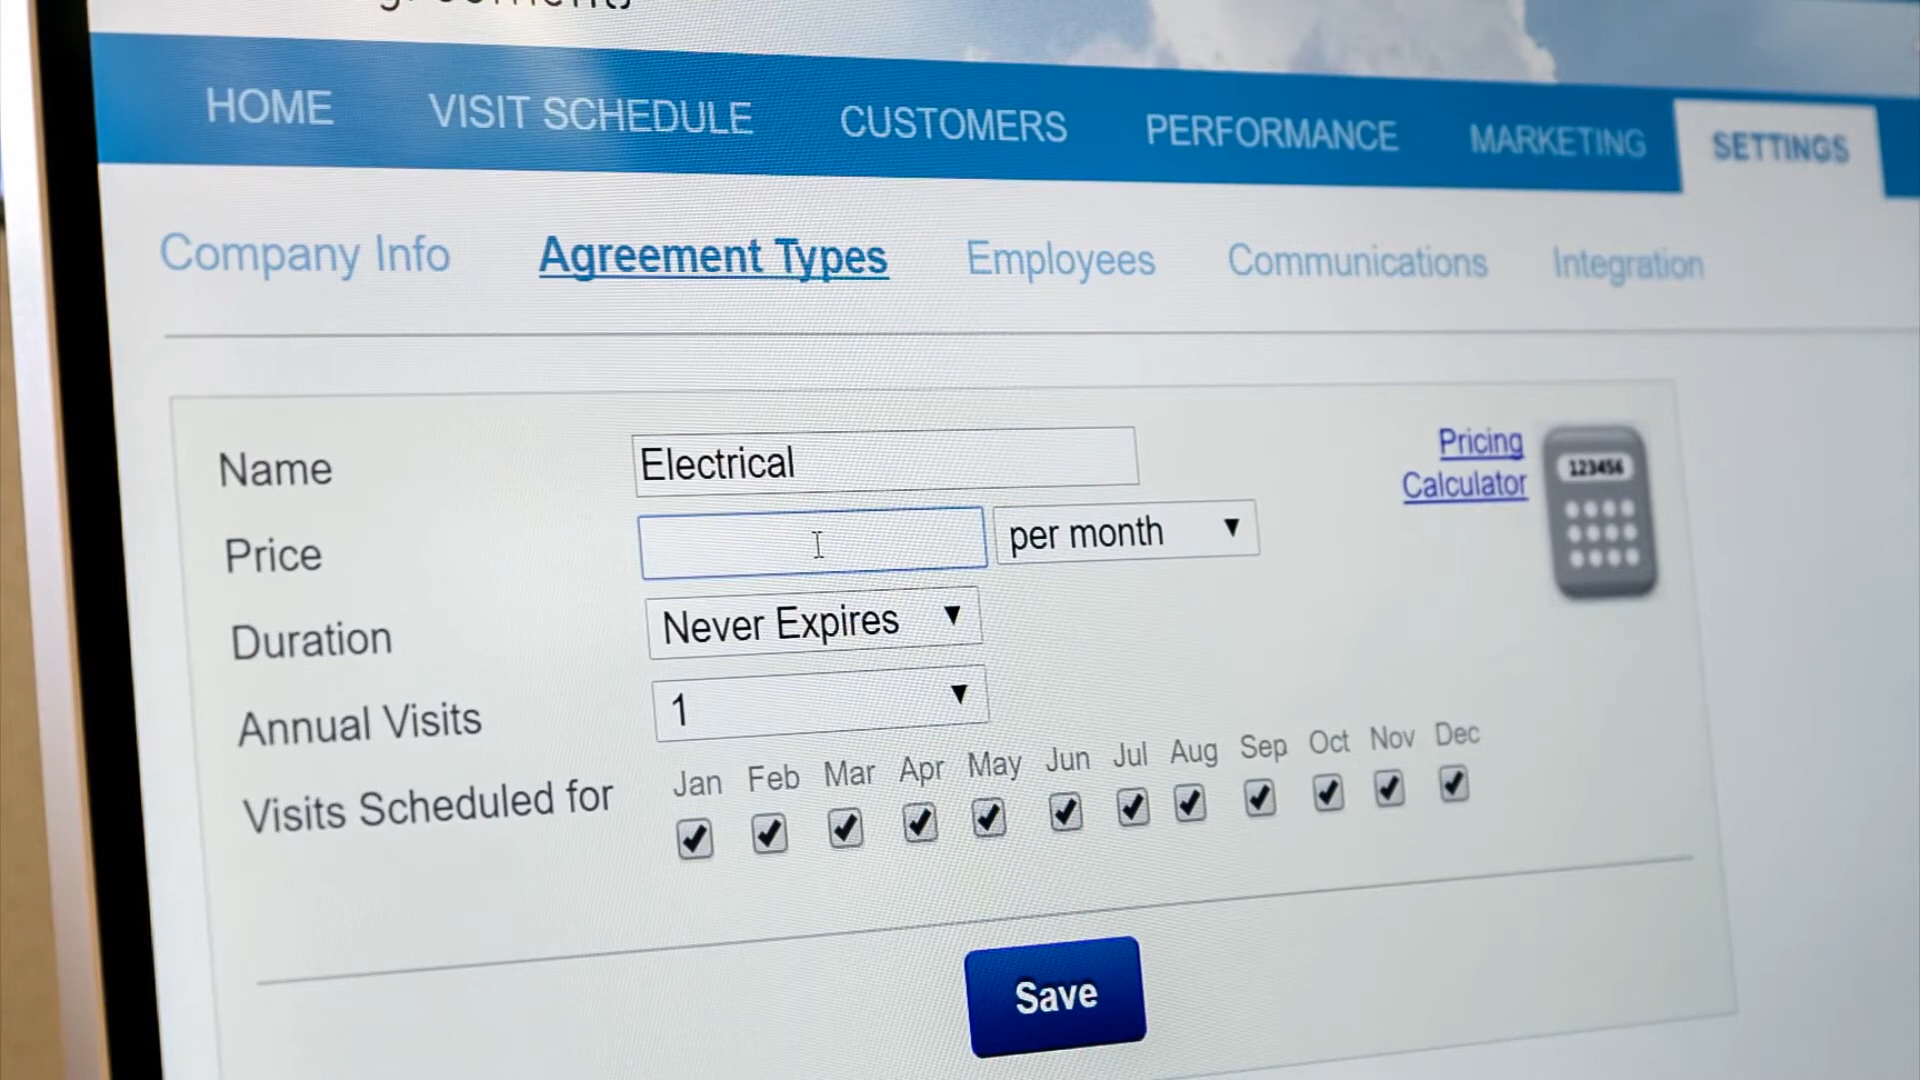 HOME VISIT SCHEDULE CUSTOMERS PERFORMANCE MARKETING SETTINGS
Company Info Agreement Types Employees Communications Integration
Name Electrical
Pricing
Calculator
123456
Price per month
Duration Never Expires
Annual Visits 1
Jan Feb Mar Apr May Jun Jul Aug Sep Oct Nov Dec
Visits Scheduled for
Save